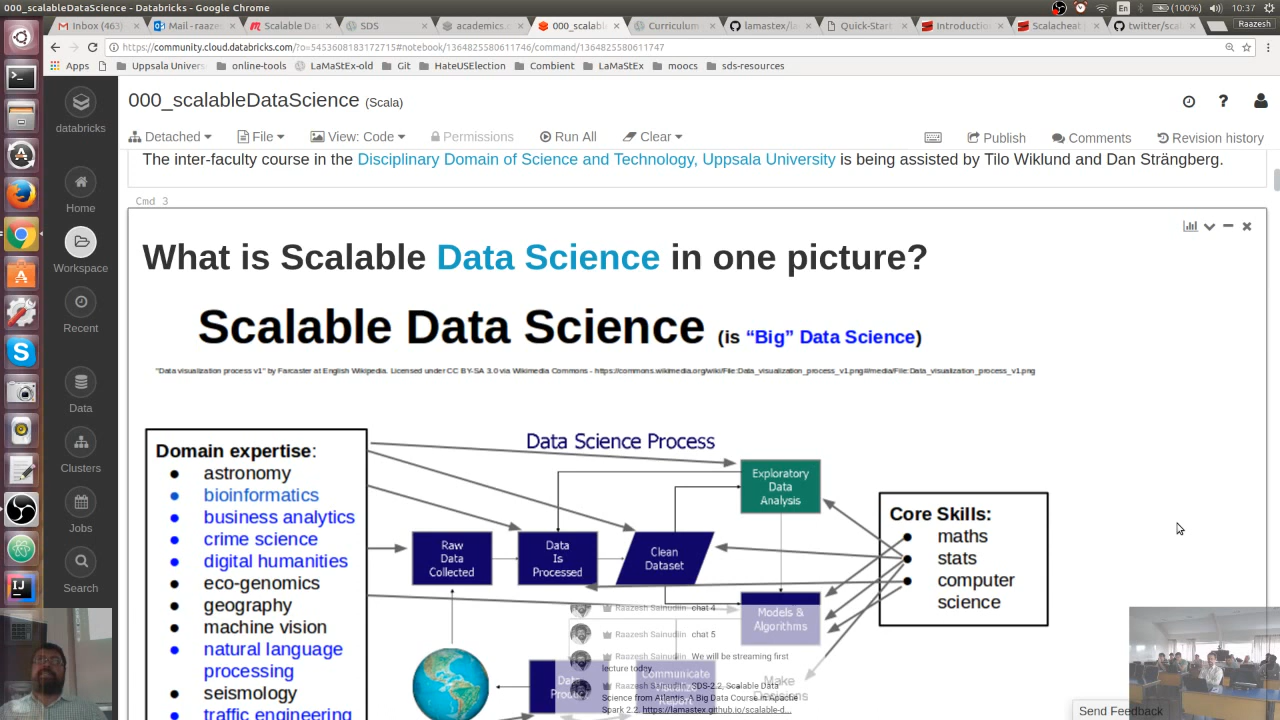 000_scalableDataScience - Databricks - Google Chrome
En (100%) 10:37
Inbox (463) Mail - raazes Scalable Da SDS academics.c 000_scalabl Curriculum lamastex/la Quick-Start Introductio Scalacheat twitter/scal Raazesh
https://community.cloud.databricks.com/?o=5453608183172715#notebook/1364825580611746/command/1364825580611747
Apps Uppsala Univers online-tools LaMaStEx-old Git HateUSElection Combient LaMaStEx moocs sds-resources
000_scalableDataScience (Scala)
databricks
Detached File View: Code Permissions Run All Clear Publish Comments Revision history
The inter-faculty course in the Disciplinary Domain of Science and Technology, Uppsala University is being assisted by Tilo Wiklund and Dan Strängberg.
Home
Workspace
Recent
Data
Clusters
Jobs
Search
Cmd 3
What is Scalable Data Science in one picture?
Scalable Data Science (is “Big” Data Science)
"Data visualization process v1" by Farcaster at English Wikipedia. Licensed under CC BY-SA 3.0 via Wikimedia Commons - https://commons.wikimedia.org/wiki/File:Data_visualization_process_v1.png#/media/File:Data_visualization_process_v1.png
Domain expertise:
● astronomy
● bioinformatics
● business analytics
● crime science
● digital humanities
● eco-genomics
● geography
● machine vision
● natural language
processing
● seismology
● traffic engineering
Data Science Process
Raw
Data
Collected
Data
Is
Processed
Clean
Dataset
Exploratory
Data
Analysis
Models &
Algorithms
Core Skills:
● maths
● stats
● computer
science
Communicate
Make
Decisions
Raazesh Sainudiin chat 4
Raazesh Sainudiin chat 5
Raazesh Sainudiin We will be streaming first
lecture today.
Raazesh Sainudiin SDS-2.2, Scalable Data
Science from Atlantis, A Big Data Course in Apache
Spark 2.2. https://lamastex.github.io/scalable-d...
Send Feedback